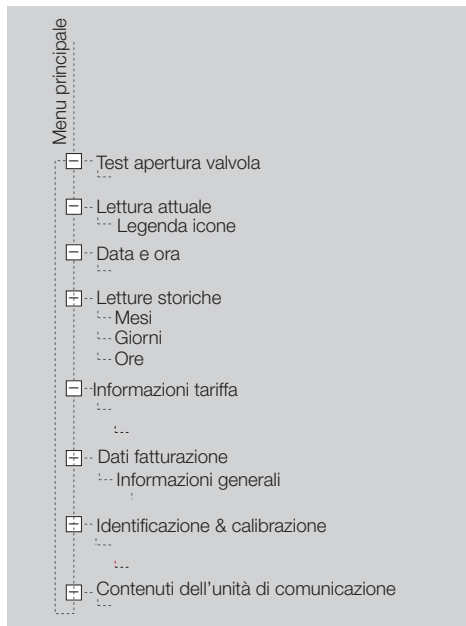 Menu principale
Test apertura valvola
Lettura attuale
Legenda icone
Data e ora
Letture storiche
Mesi
Giorni
Ore
Informazioni tariffa
Dati fatturazione
Informazioni generali
Identificazione & calibrazione
Contenuti dell'unità di comunicazione